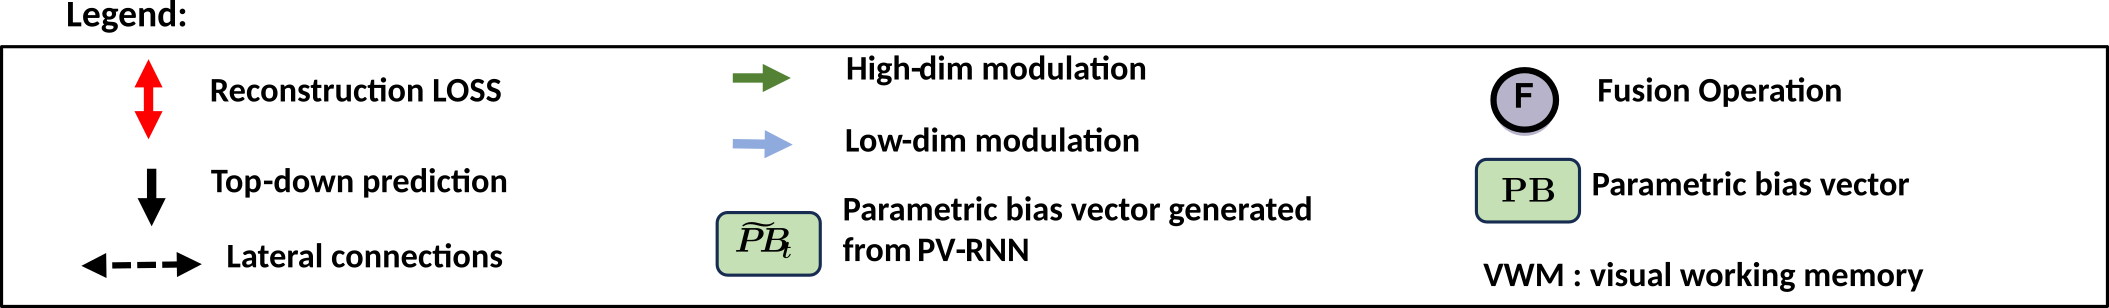 Legend:
Reconstruction LOSS
Top-down prediction
Lateral connections
High-dim modulation
Low-dim modulation
$\widetilde{PB}_t$ Parametric bias vector generated
from PV-RNN
F Fusion Operation
PB Parametric bias vector
VWM : visual working memory